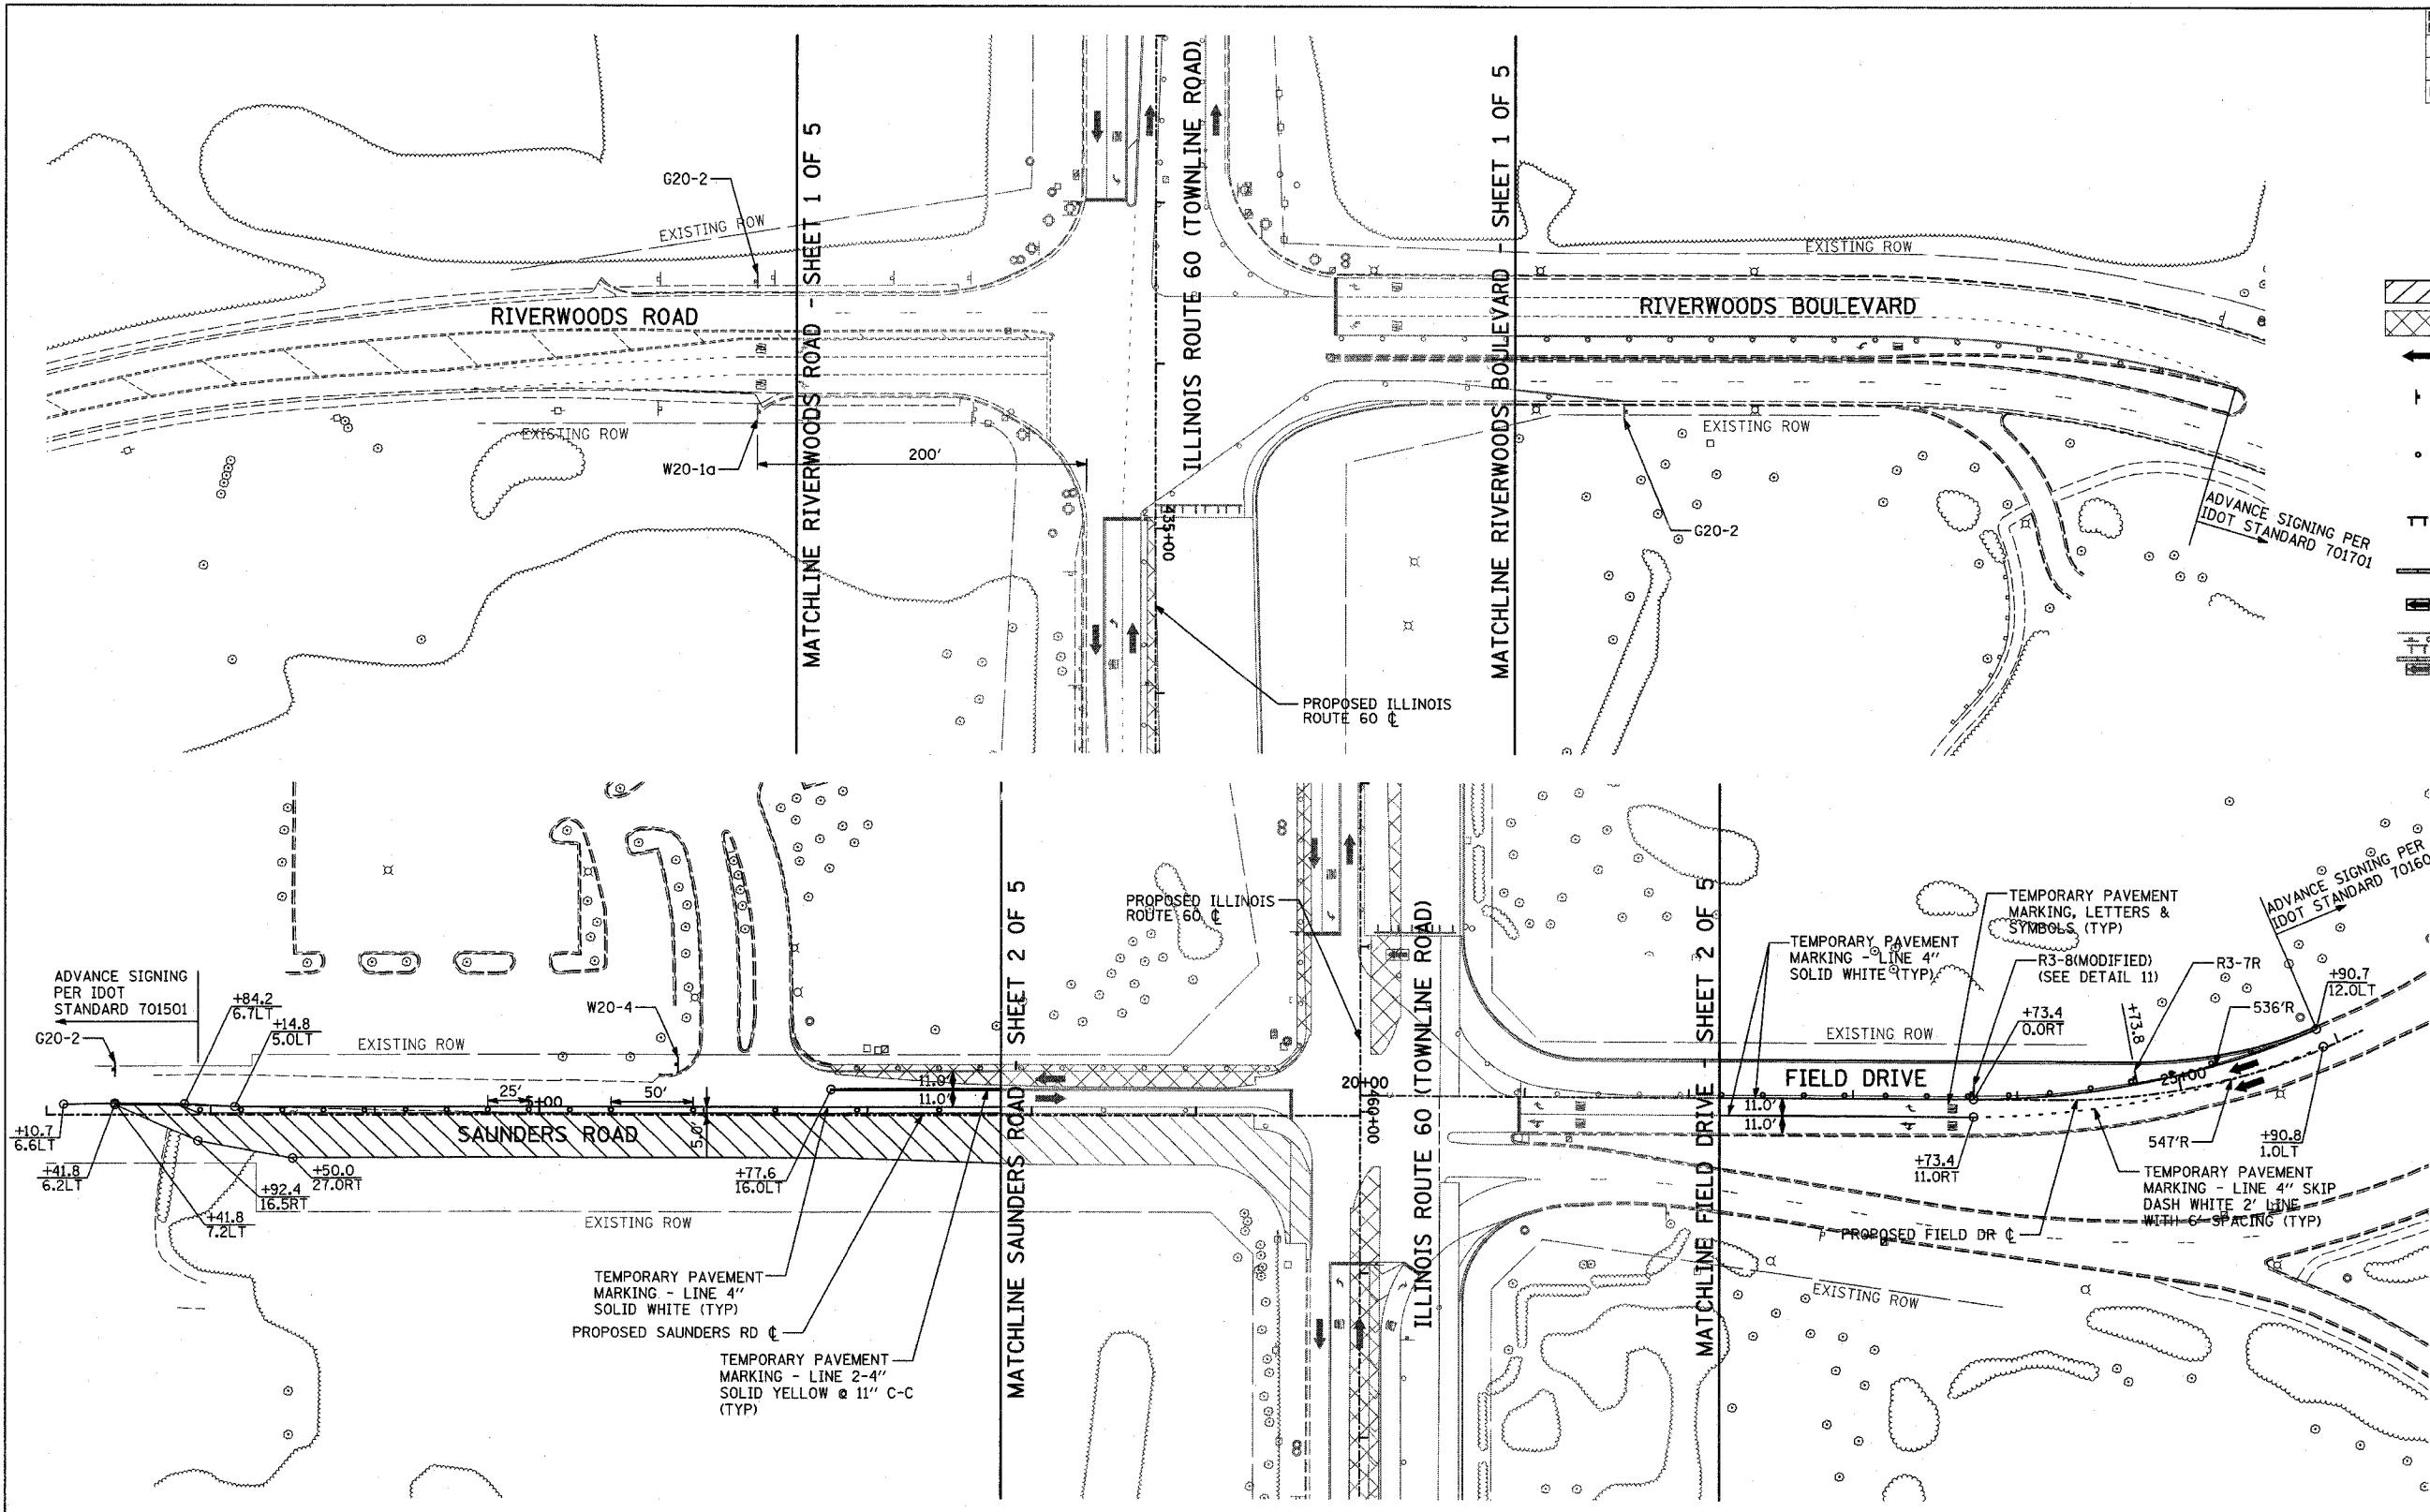 G20-2
EXISTING ROW
RIVERWOODS ROAD
EXISTING ROW
W20-1a
200'
MATCHLINE RIVERWOODS ROAD - SHEET 1 OF 5
ILLINOIS ROUTE 60 (TOWNLINE ROAD)
435+00
PROPOSED ILLINOIS
ROUTE 60 ℄
MATCHLINE RIVERWOODS BOULEVARD - SHEET 1 OF 5
EXISTING ROW
RIVERWOODS BOULEVARD
EXISTING ROW
G20-2
ADVANCE SIGNING PER
IDOT STANDARD 701701
ADVANCE SIGNING
PER IDOT
STANDARD 701501
G20-2
+84.2
6.7LT
+14.8
5.0LT
EXISTING ROW
W20-4
+10.7
6.6LT
+41.8
6.2LT
+41.8
7.2LT
+92.4
16.5RT
+50.0
27.0RT
25'
5+00
50'
5.0'
SAUNDERS ROAD
11.0'
11.0'
+77.6
16.0LT
EXISTING ROW
TEMPORARY PAVEMENT
MARKING - LINE 4"
SOLID WHITE (TYP)
PROPOSED SAUNDERS RD ℄
TEMPORARY PAVEMENT
MARKING - LINE 2-4"
SOLID YELLOW @ 11" C-C
(TYP)
MATCHLINE SAUNDERS ROAD - SHEET 2 OF 5
PROPOSED ILLINOIS
ROUTE 60 ℄
20+00
460+00
ILLINOIS ROUTE 60 (TOWNLINE ROAD)
MATCHLINE FIELD DRIVE - SHEET 2 OF 5
TEMPORARY PAVEMENT
MARKING - LINE 4"
SOLID WHITE (TYP)
TEMPORARY PAVEMENT
MARKING, LETTERS &
SYMBOLS (TYP)
R3-8(MODIFIED)
(SEE DETAIL 11)
R3-7R
ADVANCE SIGNING PER
+90.7
12.0LT
536'R
+73.8
+73.4
0.0RT
EXISTING ROW
FIELD DRIVE
25+00
11.0'
11.0'
547'R
+90.8
1.0LT
+73.4
11.0RT
TEMPORARY PAVEMENT
MARKING - LINE 4" SKIP
DASH WHITE 2' LINE
WITH 6' SPACING (TYP)
PROPOSED FIELD DR ℄
EXISTING ROW